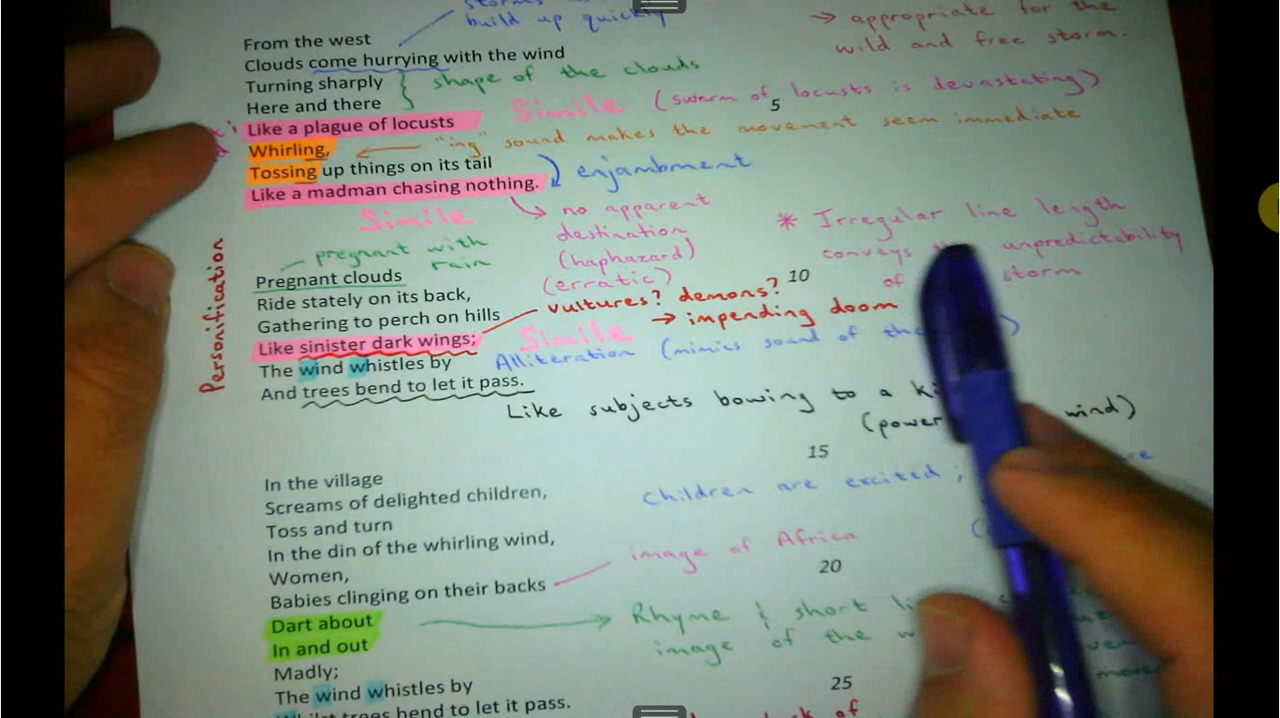 build up quickly
→ appropriate for the
wild and free storm.
From the west
Clouds come hurrying with the wind
Turning sharply
Here and there
shape of the clouds
Simile (swarm of locusts is devastating)
5
Like a plague of locusts
Whirling,
"ing" sound makes the movement seem immediate
Tossing up things on its tail
Like a madman chasing nothing.
enjambment
Simile
no apparent
destination
(haphazard)
(erratic)
* Irregular line length
conveys unpredictability
of storm
Personification
pregnant with
rain
Pregnant clouds
10
Ride stately on its back,
Gathering to perch on hills
Like sinister dark wings;
vultures? demons?
→ impending doom
Simile
The wind whistles by
Alliteration (mimics sound of the
And trees bend to let it pass.
Like subjects bowing to a
(power wind)
15
In the village
Screams of delighted children,
Children are excited;
Toss and turn
In the din of the whirling wind,
Women,
Babies clinging on their backs
image of Africa
20
Dart about
In and out
Rhyme & short
image of the
Madly;
The wind whistles by
25
Whilst trees bend to let it pass.
of